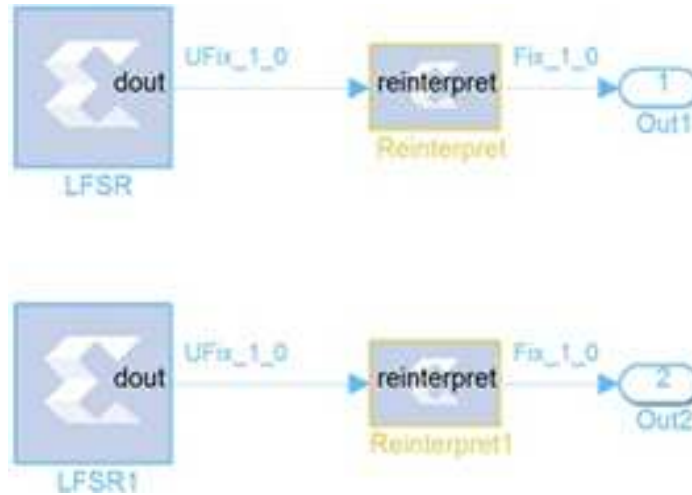 UFix_1_0
Fix_1_0
dout
reinterpret
1
Out1
Reinterpret
LFSR
UFix_1_0
Fix_1_0
dout
reinterpret
2
Out2
Reinterpret1
LFSR1